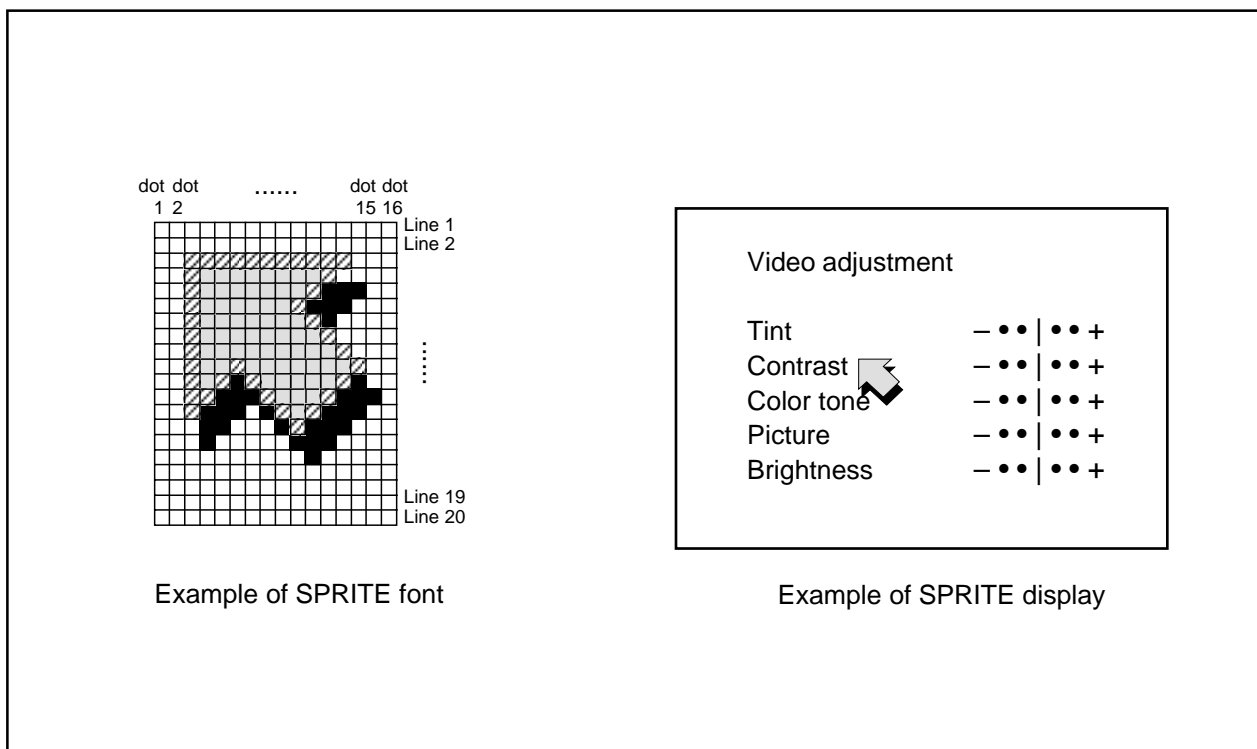 dot dot ...... dot dot
1 2 15 16
Line 1
Line 2
......
Line 19
Line 20
Example of SPRITE font
Video adjustment
Tint – • • | • • +
Contrast – • • | • • +
Color tone – • • | • • +
Picture – • • | • • +
Brightness – • • | • • +
Example of SPRITE display